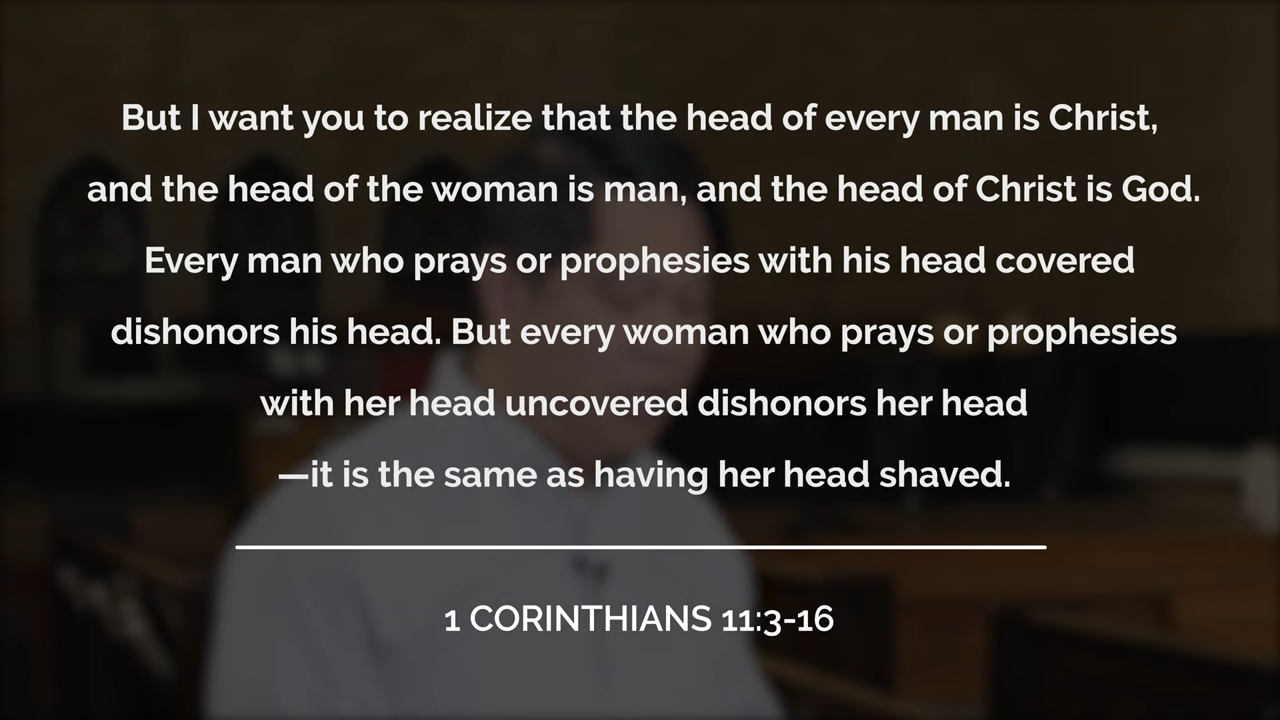 But I want you to realize that the head of every man is Christ,
and the head of the woman is man, and the head of Christ is God.
Every man who prays or prophesies with his head covered
dishonors his head. But every woman who prays or prophesies
with her head uncovered dishonors her head
—it is the same as having her head shaved.
1 CORINTHIANS 11:3-16